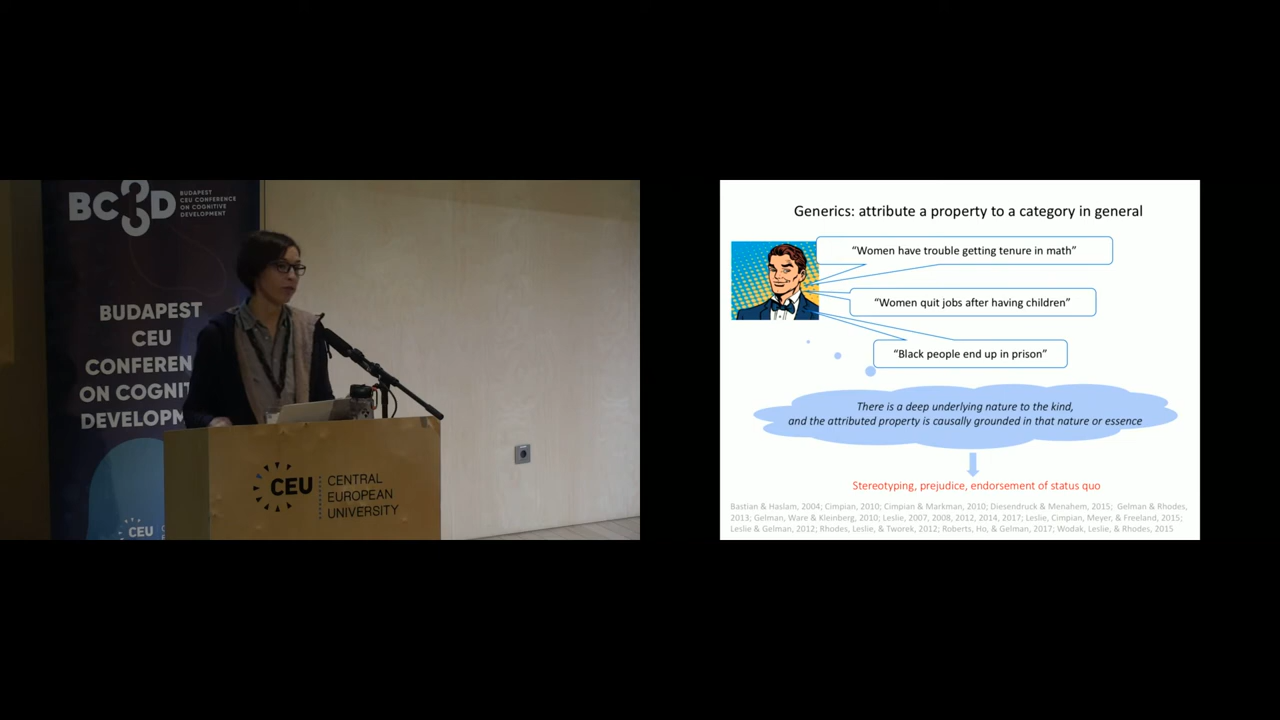 BC3D
BUDAPEST
CEU CONFERENCE
ON COGNITIVE
DEVELOPMENT
BUDAPEST
CEU
CONFEREN
ON COGNIT
DEVELOPM
CEU
CEU
CENTRAL
EUROPEAN
UNIVERSITY
Generics: attribute a property to a category in general
“Women have trouble getting tenure in math”
“Women quit jobs after having children”
“Black people end up in prison”
There is a deep underlying nature to the kind,
and the attributed property is causally grounded in that nature or essence
Stereotyping, prejudice, endorsement of status quo
Bastian & Haslam, 2004; Cimpian, 2010; Cimpian & Markman, 2010; Diesendruck & Menahem, 2015; Gelman & Rhodes,
2013; Gelman, Ware & Kleinberg, 2010; Leslie, 2007, 2008, 2012, 2014, 2017; Leslie, Cimpian, Meyer, & Freeland, 2015;
Leslie & Gelman, 2012; Rhodes, Leslie, & Tworek, 2012; Roberts, Ho, & Gelman, 2017; Wodak, Leslie, & Rhodes, 2015